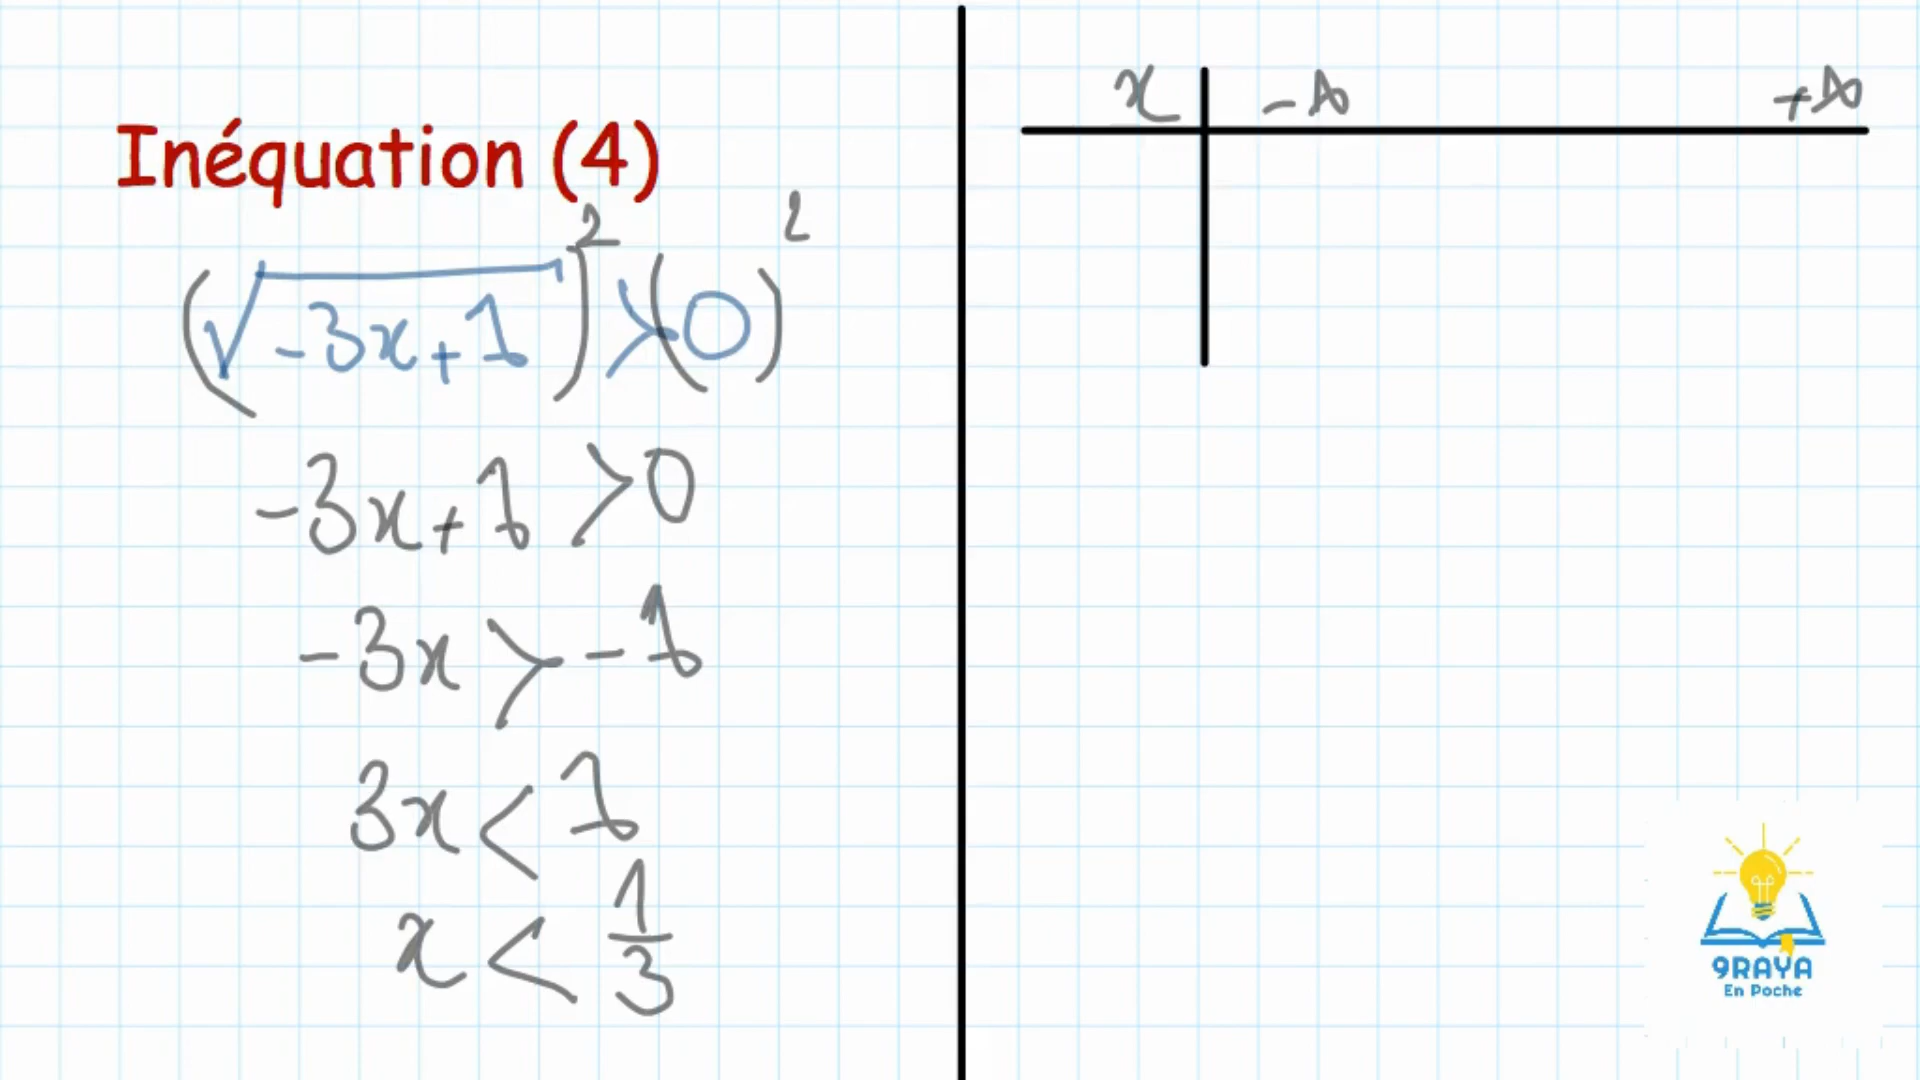 Inéquation (4)
(√-3x+1)² >(0)²
-3x+1 >0
-3x > -1
3x < 1
x < 1/3
x -∞ +∞
9RAYA
En Poche